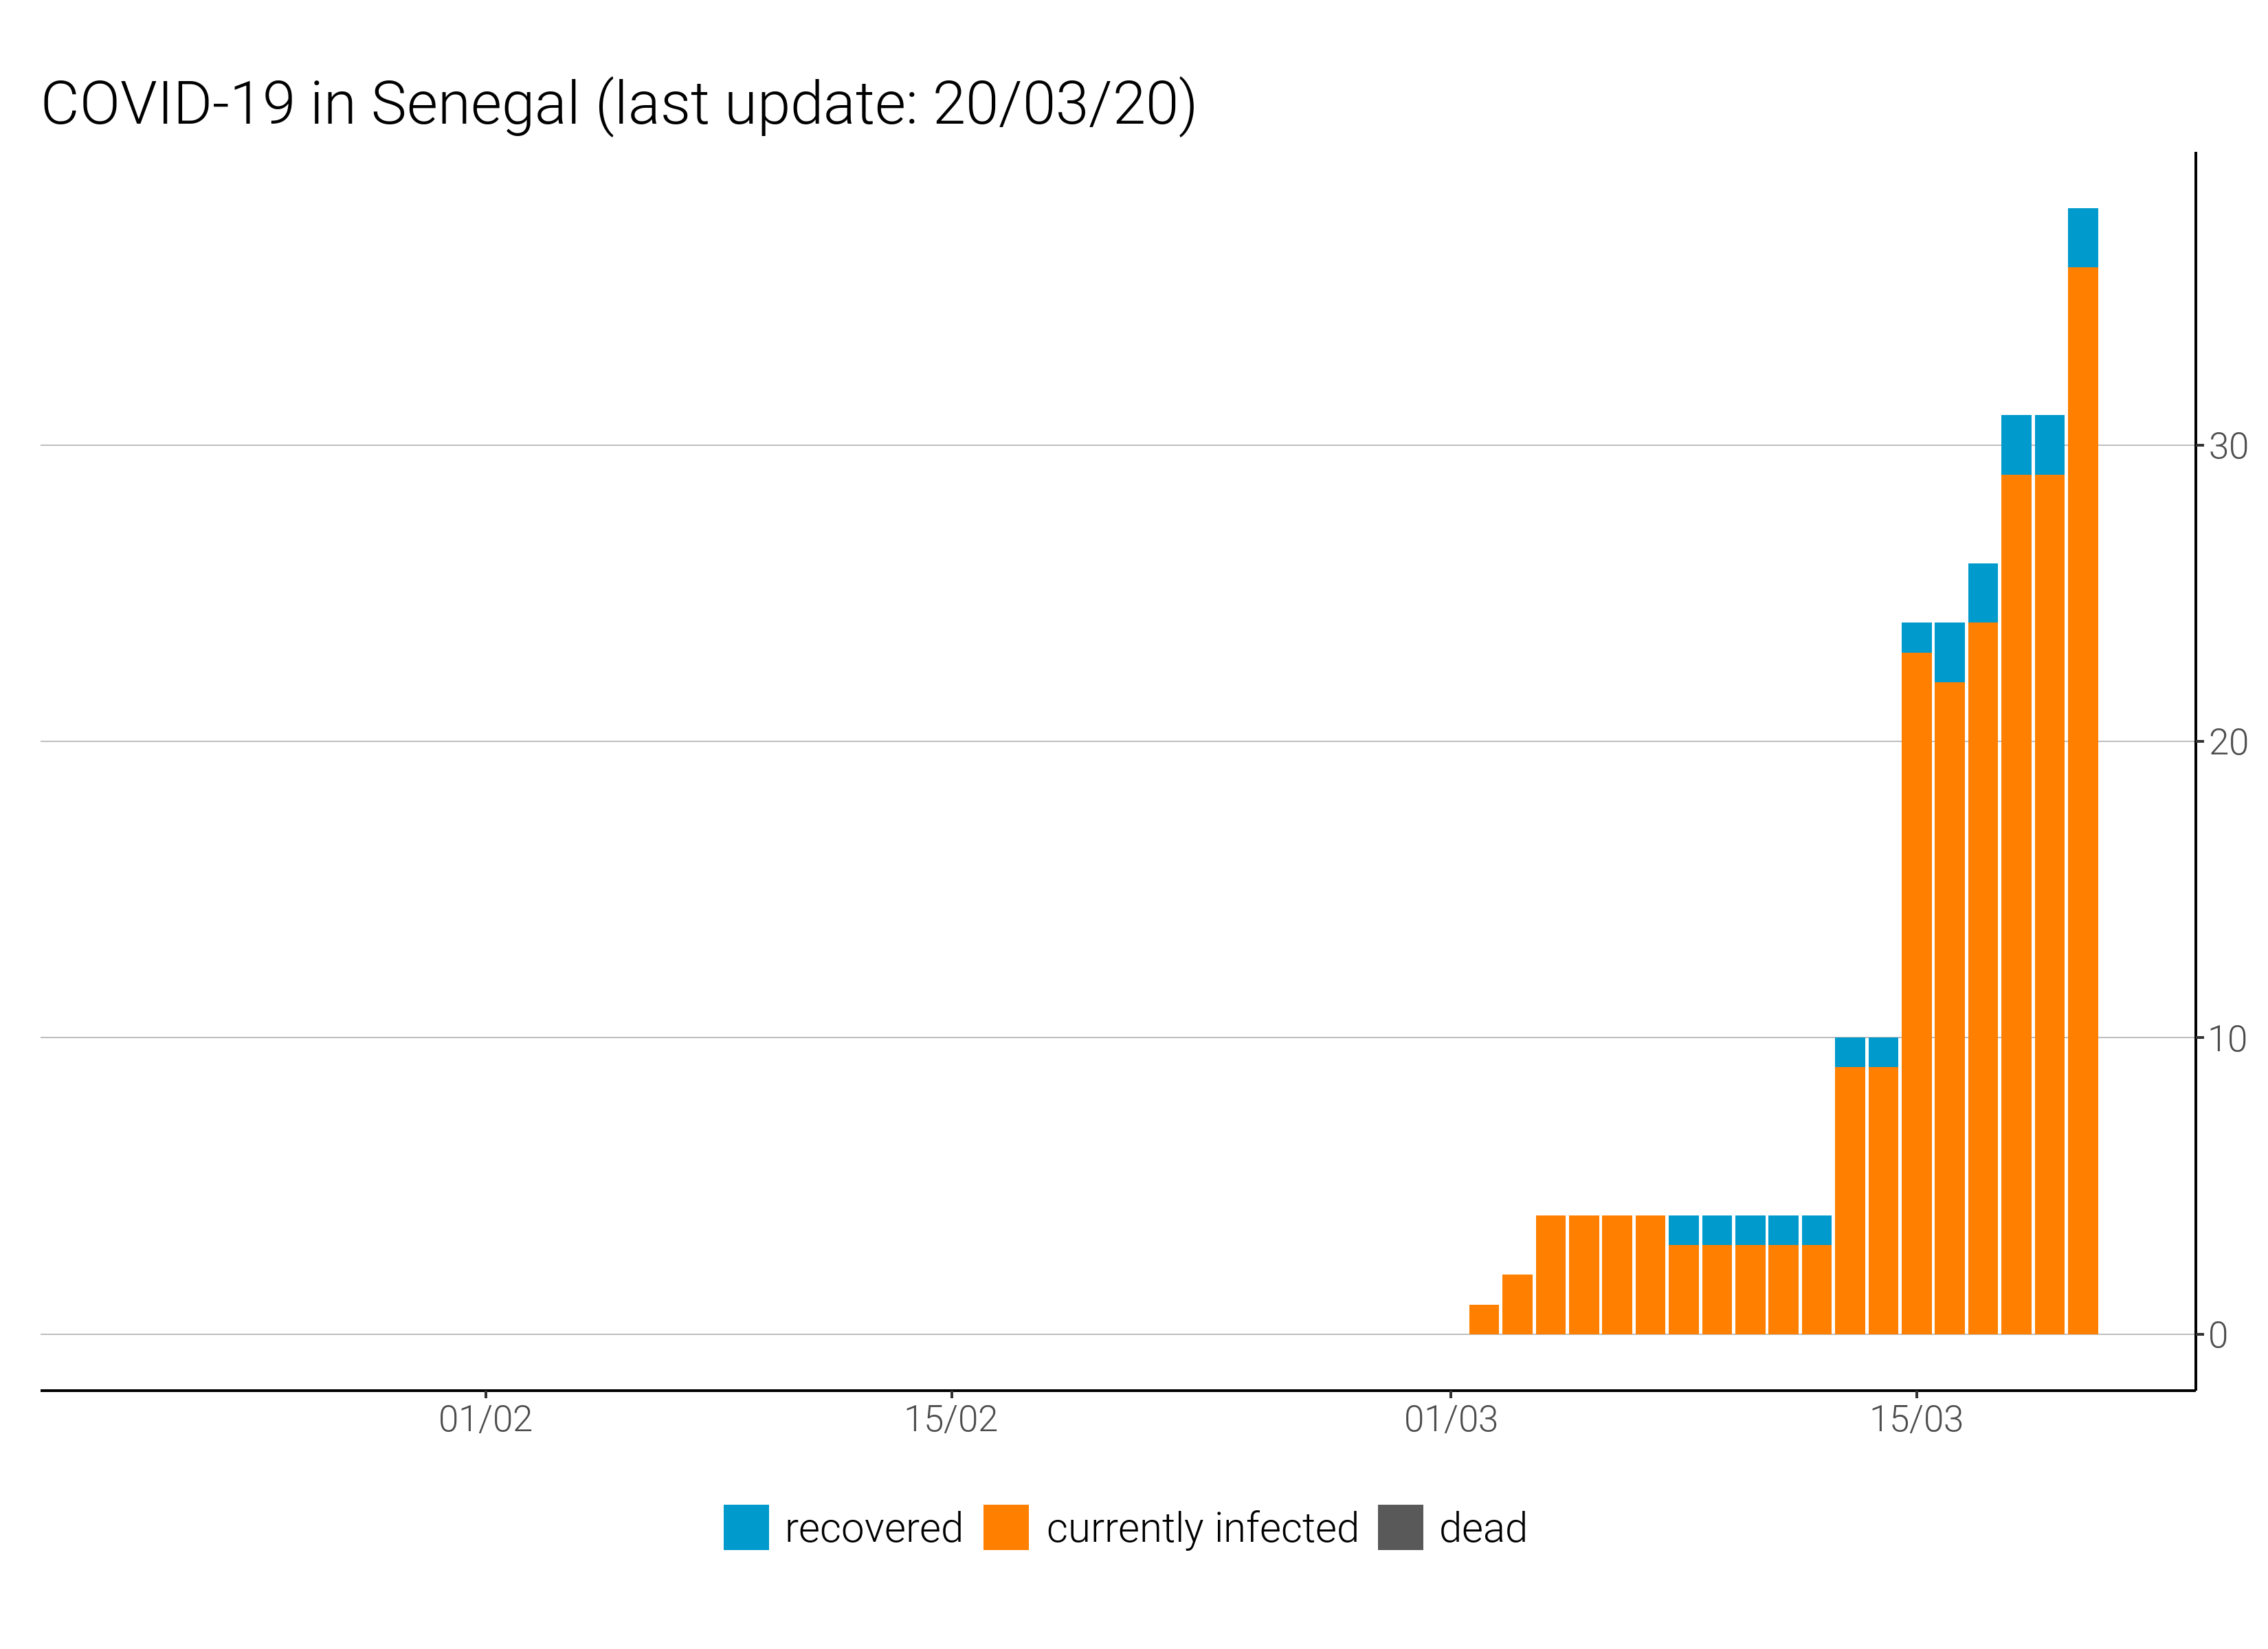 COVID-19 in Senegal (last update: 20/03/20)
30
20
10
0
01/02 15/02 01/03 15/03
recovered currently infected dead